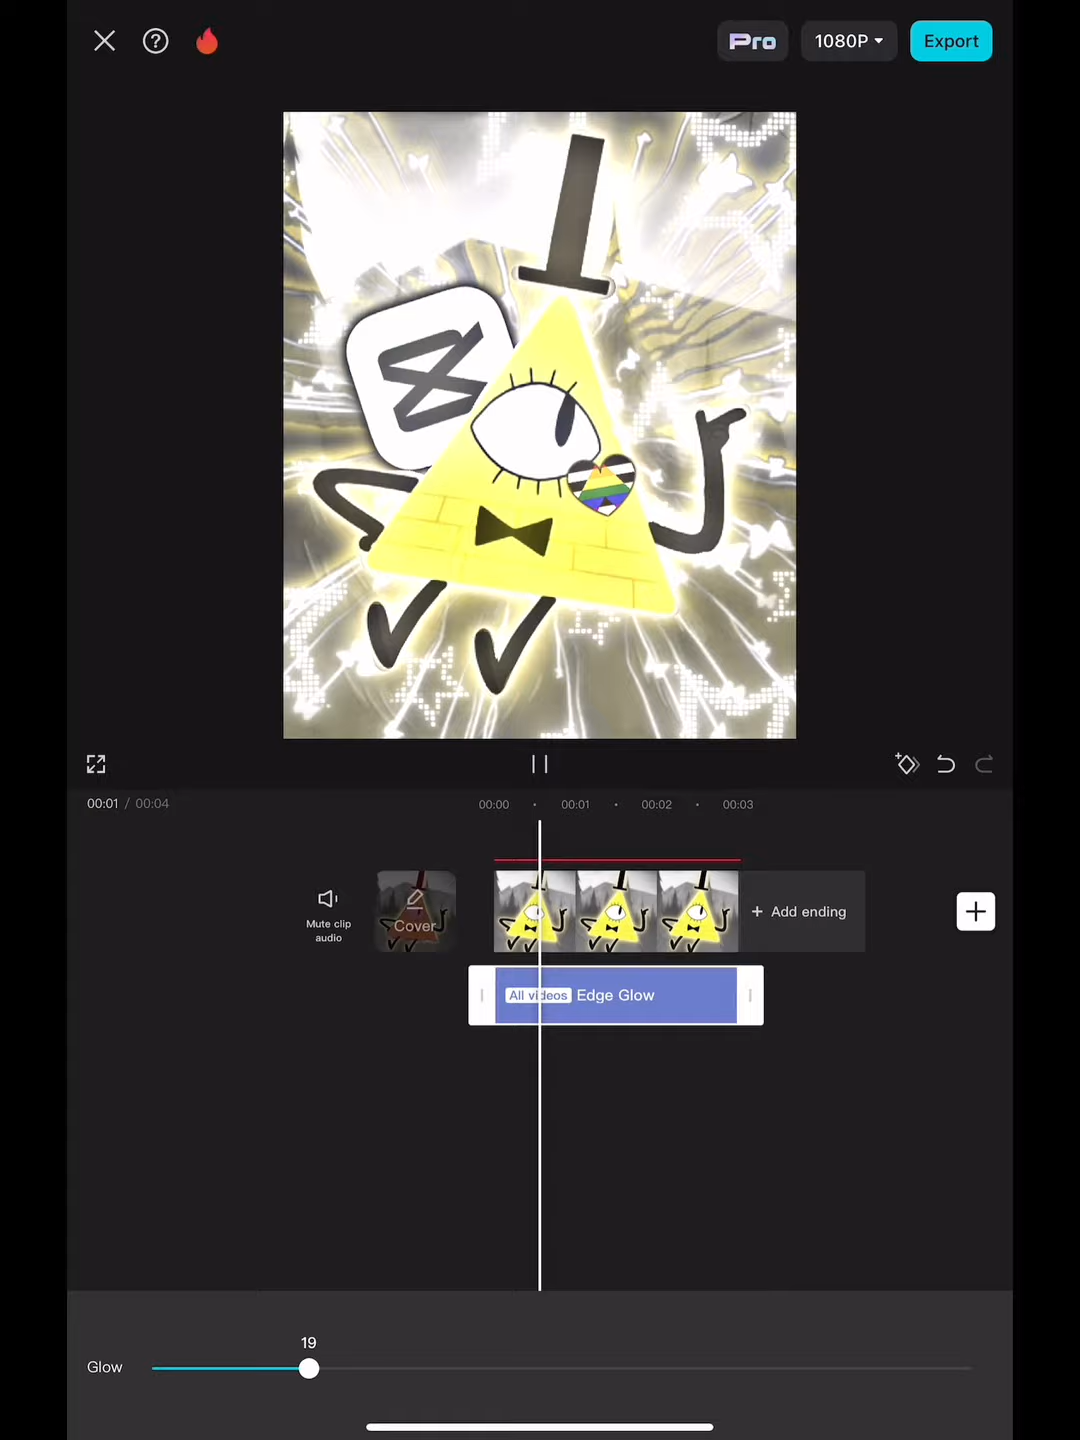 Pro
1080P
Export
00:01 / 00:04
00:00
00:01
00:02
00:03
Mute clip
audio
Cover
+ Add ending
All videos
Edge Glow
19
Glow